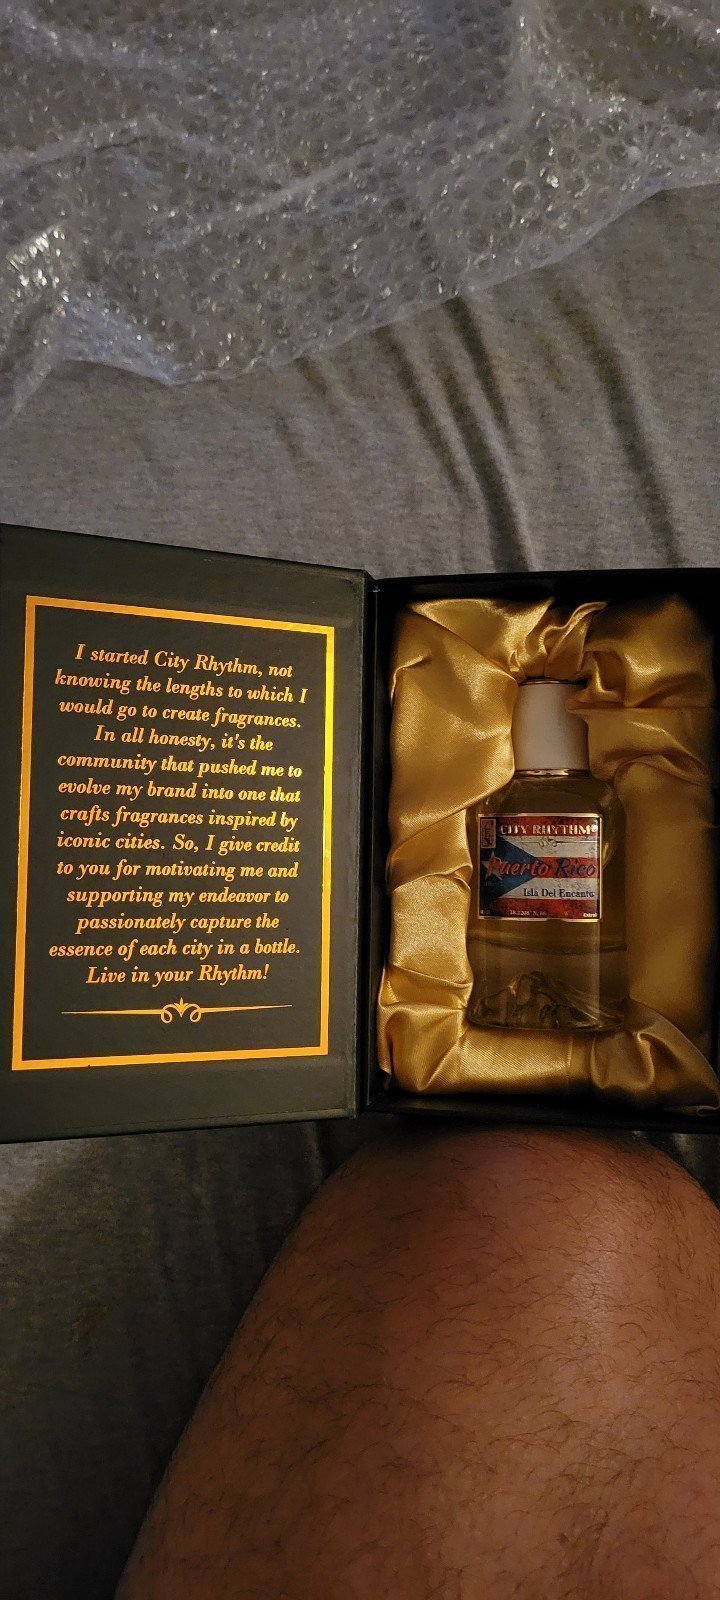 I started City Rhythm, not
knowing the lengths to which I
would go to create fragrances.
In all honesty, it's the
community that pushed me to
evolve my brand into one that
crafts fragrances inspired by
iconic cities. So, I give credit
to you for motivating me and
supporting my endeavor to
passionately capture the
essence of each city in a bottle.
Live in your Rhythm!
CITY RHYTHM®
Puerto Rico
Isla Del Encanto